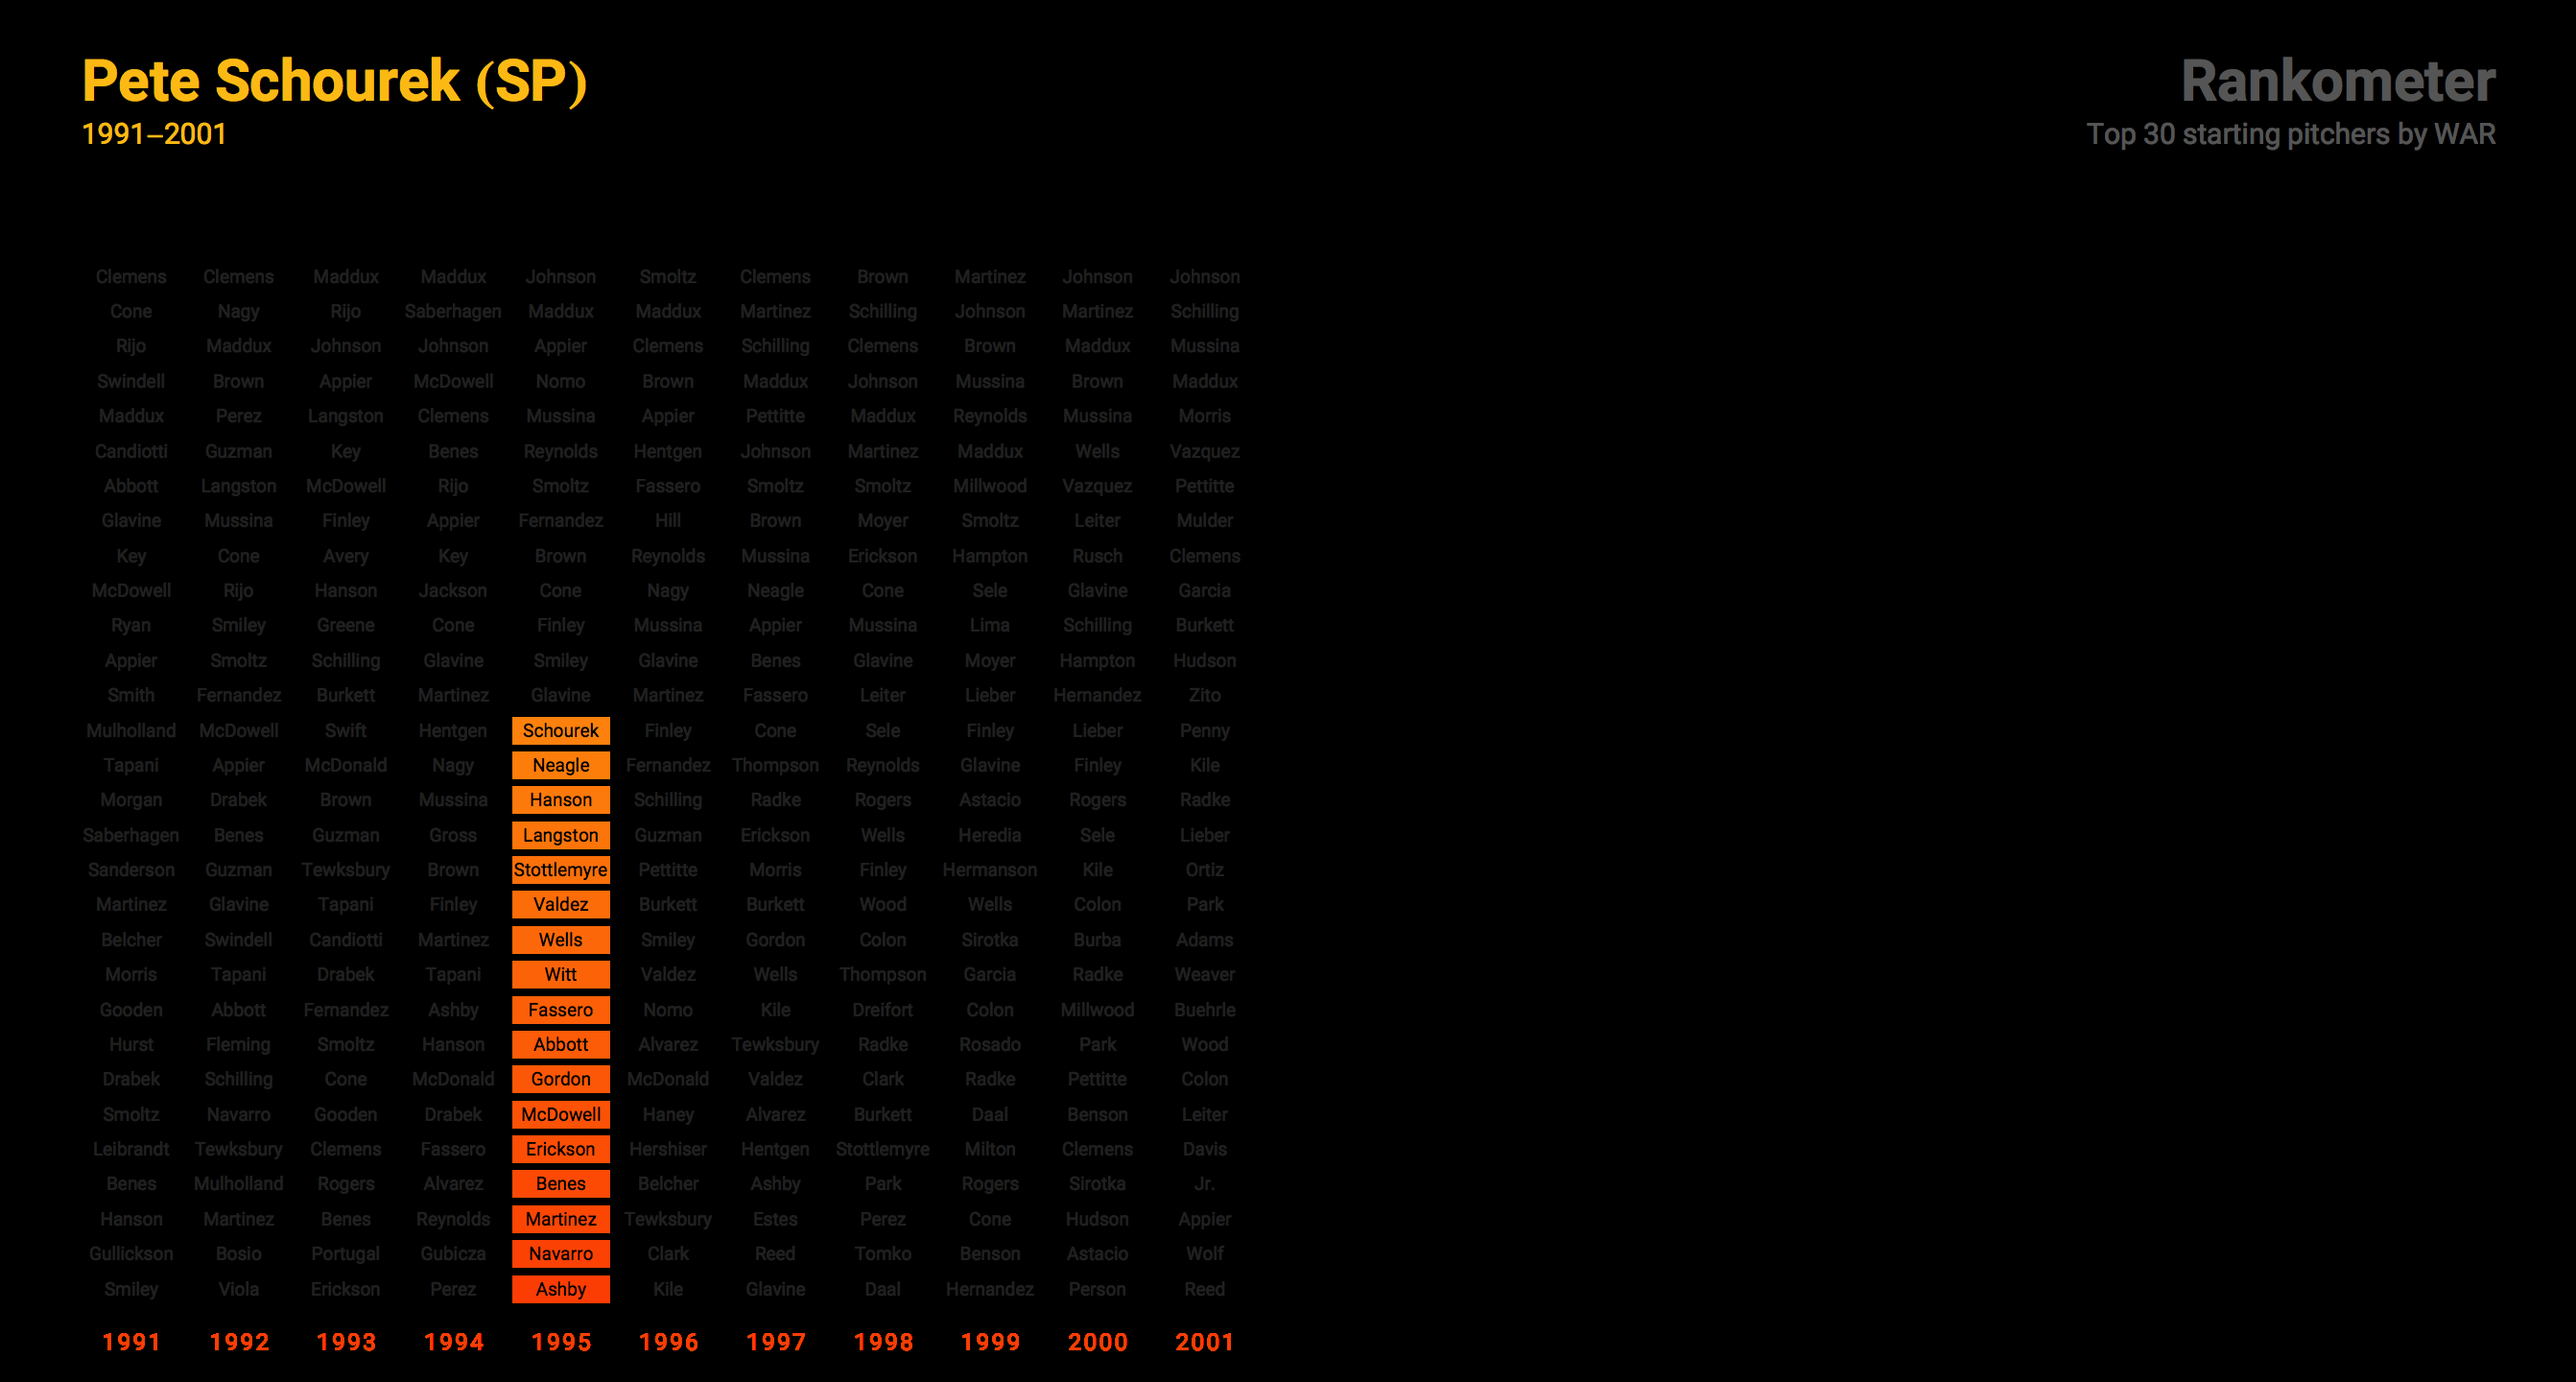 Pete Schourek (SP)
1991–2001
Rankometer
Top 30 starting pitchers by WAR
Clemens Clemens Maddux Maddux Johnson Smoltz Clemens Brown Martinez Johnson Johnson
Cone Nagy Rijo Saberhagen Maddux Maddux Martinez Schilling Johnson Martinez Schilling
Rijo Maddux Johnson Johnson Appier Clemens Schilling Clemens Brown Maddux Mussina
Swindell Brown Appier McDowell Nomo Brown Maddux Johnson Mussina Brown Maddux
Maddux Perez Langston Clemens Mussina Appier Pettitte Maddux Reynolds Mussina Morris
Candiotti Guzman Key Benes Reynolds Hentgen Johnson Martinez Maddux Wells Vazquez
Abbott Langston McDowell Rijo Smoltz Fassero Smoltz Smoltz Millwood Vazquez Pettitte
Glavine Mussina Finley Appier Fernandez Hill Brown Moyer Smoltz Leiter Mulder
Key Cone Avery Key Brown Reynolds Mussina Erickson Hampton Rusch Clemens
McDowell Rijo Hanson Jackson Cone Nagy Neagle Cone Sele Glavine Garcia
Ryan Smiley Greene Cone Finley Mussina Appier Mussina Lima Schilling Burkett
Appier Smoltz Schilling Glavine Smiley Glavine Benes Glavine Moyer Hampton Hudson
Smith Fernandez Burkett Martinez Glavine Martinez Fassero Leiter Lieber Hernandez Zito
Mulholland McDowell Swift Hentgen Schourek Finley Cone Sele Finley Lieber Penny
Tapani Appier McDonald Nagy Neagle Fernandez Thompson Reynolds Glavine Finley Kile
Morgan Drabek Brown Mussina Hanson Schilling Radke Rogers Astacio Rogers Radke
Saberhagen Benes Guzman Gross Langston Guzman Erickson Wells Heredia Sele Lieber
Sanderson Guzman Tewksbury Brown Stottlemyre Pettitte Morris Finley Hermanson Kile Ortiz
Martinez Glavine Tapani Finley Valdez Burkett Burkett Wood Wells Colon Park
Belcher Swindell Candiotti Martinez Wells Smiley Gordon Colon Sirotka Burba Adams
Morris Tapani Drabek Tapani Witt Valdez Wells Thompson Garcia Radke Weaver
Gooden Abbott Fernandez Ashby Fassero Nomo Kile Dreifort Colon Millwood Buehrle
Hurst Fleming Smoltz Hanson Abbott Alvarez Tewksbury Radke Rosado Park Wood
Drabek Schilling Cone McDonald Gordon McDonald Valdez Clark Radke Pettitte Colon
Smoltz Navarro Gooden Drabek McDowell Haney Alvarez Burkett Daal Benson Leiter
Leibrandt Tewksbury Clemens Fassero Erickson Hershiser Hentgen Stottlemyre Milton Clemens Davis
Benes Mulholland Rogers Alvarez Benes Belcher Ashby Park Rogers Sirotka Jr.
Hanson Martinez Benes Reynolds Martinez Tewksbury Estes Perez Cone Hudson Appier
Gullickson Bosio Portugal Gubicza Navarro Clark Reed Tomko Benson Astacio Wolf
Smiley Viola Erickson Perez Ashby Kile Glavine Daal Hernandez Person Reed
1991 1992 1993 1994 1995 1996 1997 1998 1999 2000 2001